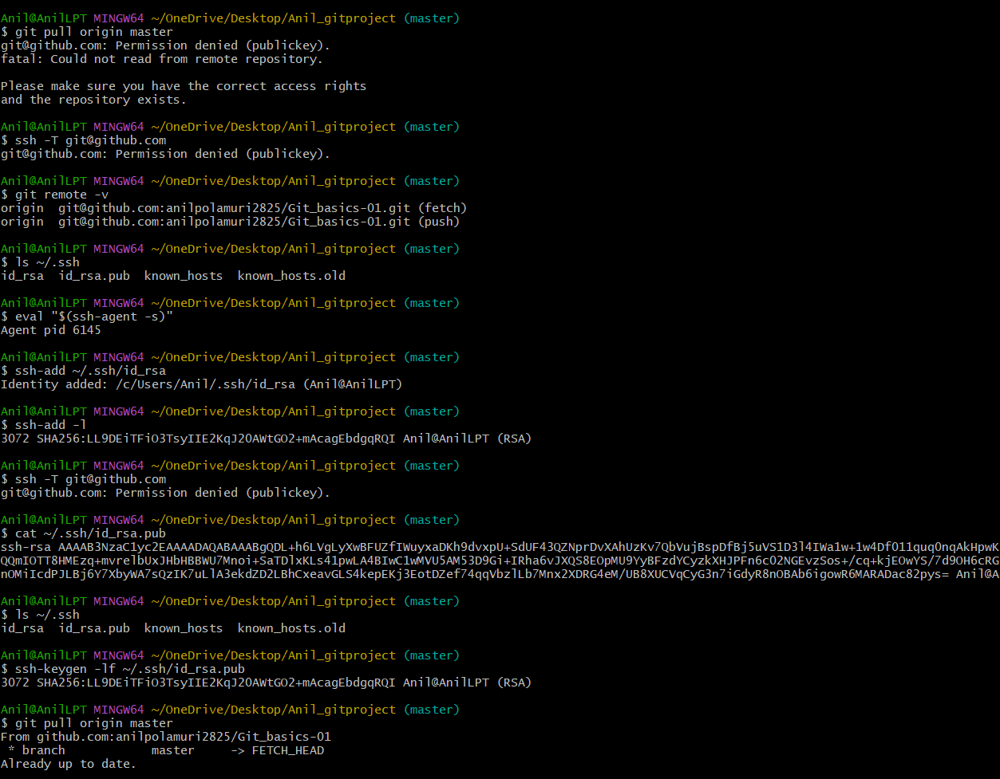 Anil@AnilLPT MINGW64 ~/OneDrive/Desktop/Anil_gitproject (master)
$ git pull origin master
git@github.com: Permission denied (publickey).
fatal: Could not read from remote repository.
Please make sure you have the correct access rights
and the repository exists.
Anil@AnilLPT MINGW64 ~/OneDrive/Desktop/Anil_gitproject (master)
$ ssh -T git@github.com
git@github.com: Permission denied (publickey).
Anil@AnilLPT MINGW64 ~/OneDrive/Desktop/Anil_gitproject (master)
$ git remote -v
origin  git@github.com:anilpolamuri2825/Git_basics-01.git (fetch)
origin  git@github.com:anilpolamuri2825/Git_basics-01.git (push)
Anil@AnilLPT MINGW64 ~/OneDrive/Desktop/Anil_gitproject (master)
$ ls ~/.ssh
id_rsa  id_rsa.pub  known_hosts  known_hosts.old
Anil@AnilLPT MINGW64 ~/OneDrive/Desktop/Anil_gitproject (master)
$ eval "$(ssh-agent -s)"
Agent pid 6145
Anil@AnilLPT MINGW64 ~/OneDrive/Desktop/Anil_gitproject (master)
$ ssh-add ~/.ssh/id_rsa
Identity added: /c/Users/Anil/.ssh/id_rsa (Anil@AnilLPT)
Anil@AnilLPT MINGW64 ~/OneDrive/Desktop/Anil_gitproject (master)
$ ssh-add -l
3072 SHA256:LL9DEiTFiO3TsyIIE2KqJ2OAWtGO2+mAcagEbdgqRQI Anil@AnilLPT (RSA)
Anil@AnilLPT MINGW64 ~/OneDrive/Desktop/Anil_gitproject (master)
$ ssh -T git@github.com
git@github.com: Permission denied (publickey).
Anil@AnilLPT MINGW64 ~/OneDrive/Desktop/Anil_gitproject (master)
$ cat ~/.ssh/id_rsa.pub
ssh-rsa AAAAB3NzaC1yc2EAAAADAQABAAABgQDL+h6LVgLyXwBFUZfIWuyxaDKh9dvxpU+SdUF43QZNprDvXAhUzKv7QbVujBspDfBj5uVS1D3l4IWa1w+1w4DfO11quq0nqAkHpwK
QQmIOTT8HMEzq+mvrelbUxJHbHBBWU7Mnoi+SaTDlxKLs41pwLA4BIwC1wMVU5AM53D9Gi+IRha6vJXQS8EOpMU9YyBFzdYCyzkXHJPFn6cO2NGEvzSos+/cq+kjEOwYS/7d9OH6cRG
nOMiIcdPJLBj6Y7XbyWA7sQzIK7uLlA3ekdZD2LBhCxeavGLS4kepEKj3EotDZef74qqVbzlLb7Mnx2XDRG4eM/UB8XUCVqCyG3n7iGdyR8nOBAb6igowR6MARADac82pys= Anil@A
Anil@AnilLPT MINGW64 ~/OneDrive/Desktop/Anil_gitproject (master)
$ ls ~/.ssh
id_rsa  id_rsa.pub  known_hosts  known_hosts.old
Anil@AnilLPT MINGW64 ~/OneDrive/Desktop/Anil_gitproject (master)
$ ssh-keygen -lf ~/.ssh/id_rsa.pub
3072 SHA256:LL9DEiTFiO3TsyIIE2KqJ2OAWtGO2+mAcagEbdgqRQI Anil@AnilLPT (RSA)
Anil@AnilLPT MINGW64 ~/OneDrive/Desktop/Anil_gitproject (master)
$ git pull origin master
From github.com:anilpolamuri2825/Git_basics-01
 * branch            master     -> FETCH_HEAD
Already up to date.